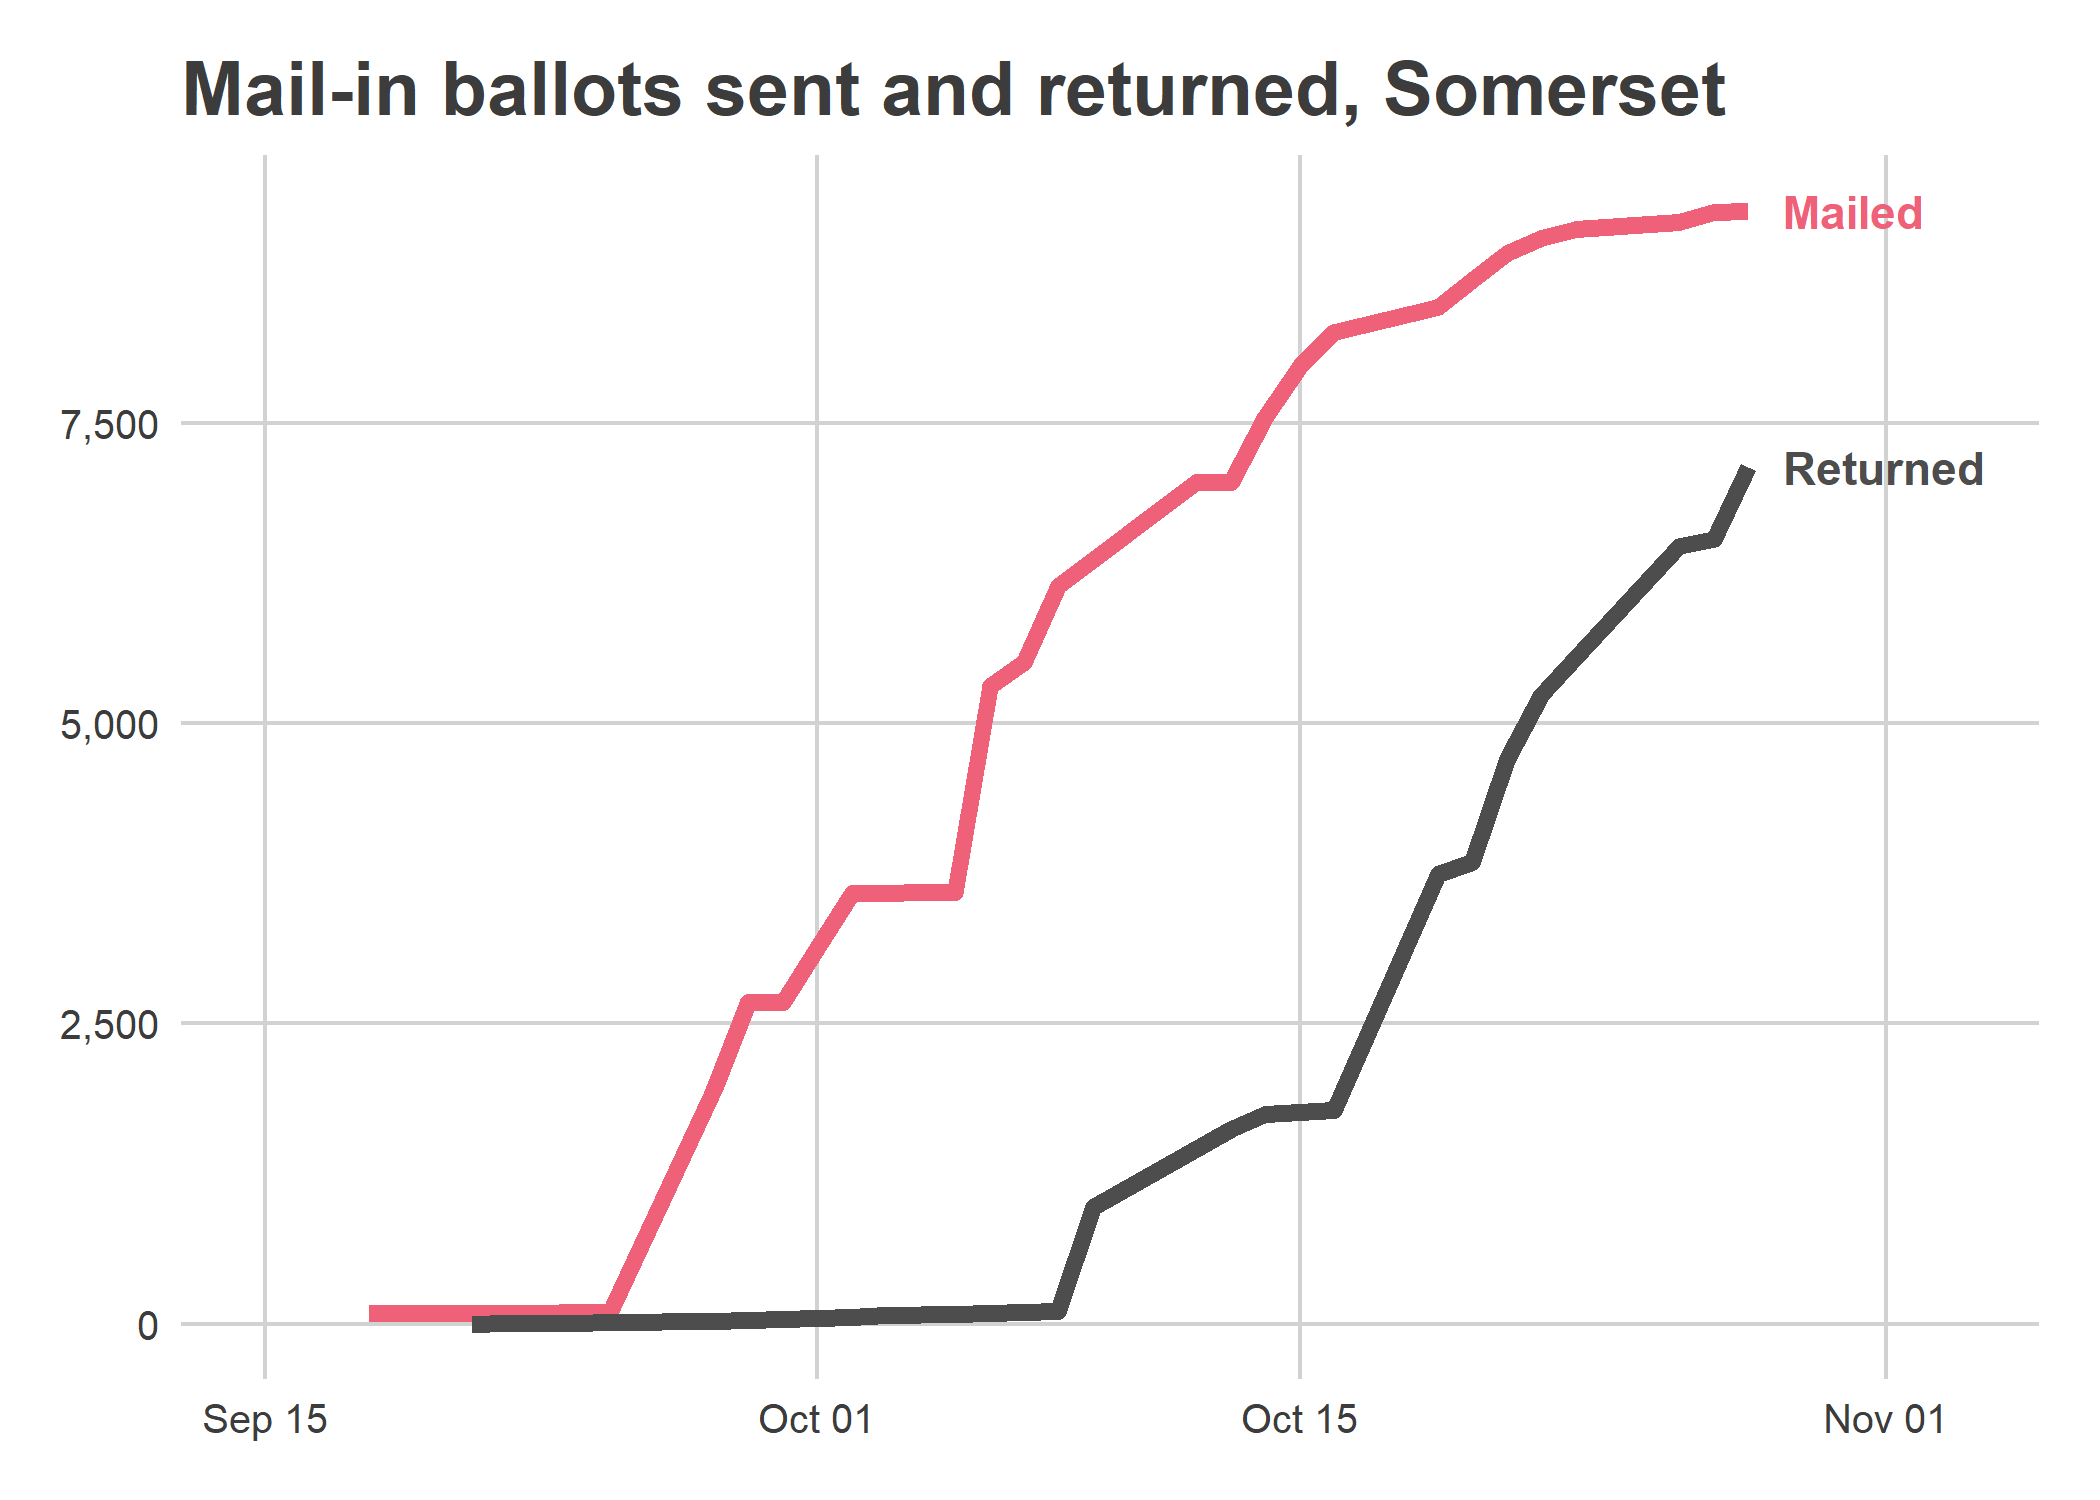 Mail-in ballots sent and returned, Somerset
Mailed
7,500
Returned
5,000
2,500
0
Sep 15
Oct 01
Oct 15
Nov 01